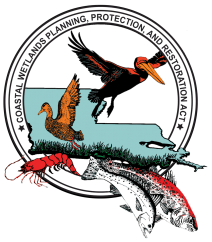 ★ COASTAL WETLANDS PLANNING, PROTECTION, AND RESTORATION ACT ★